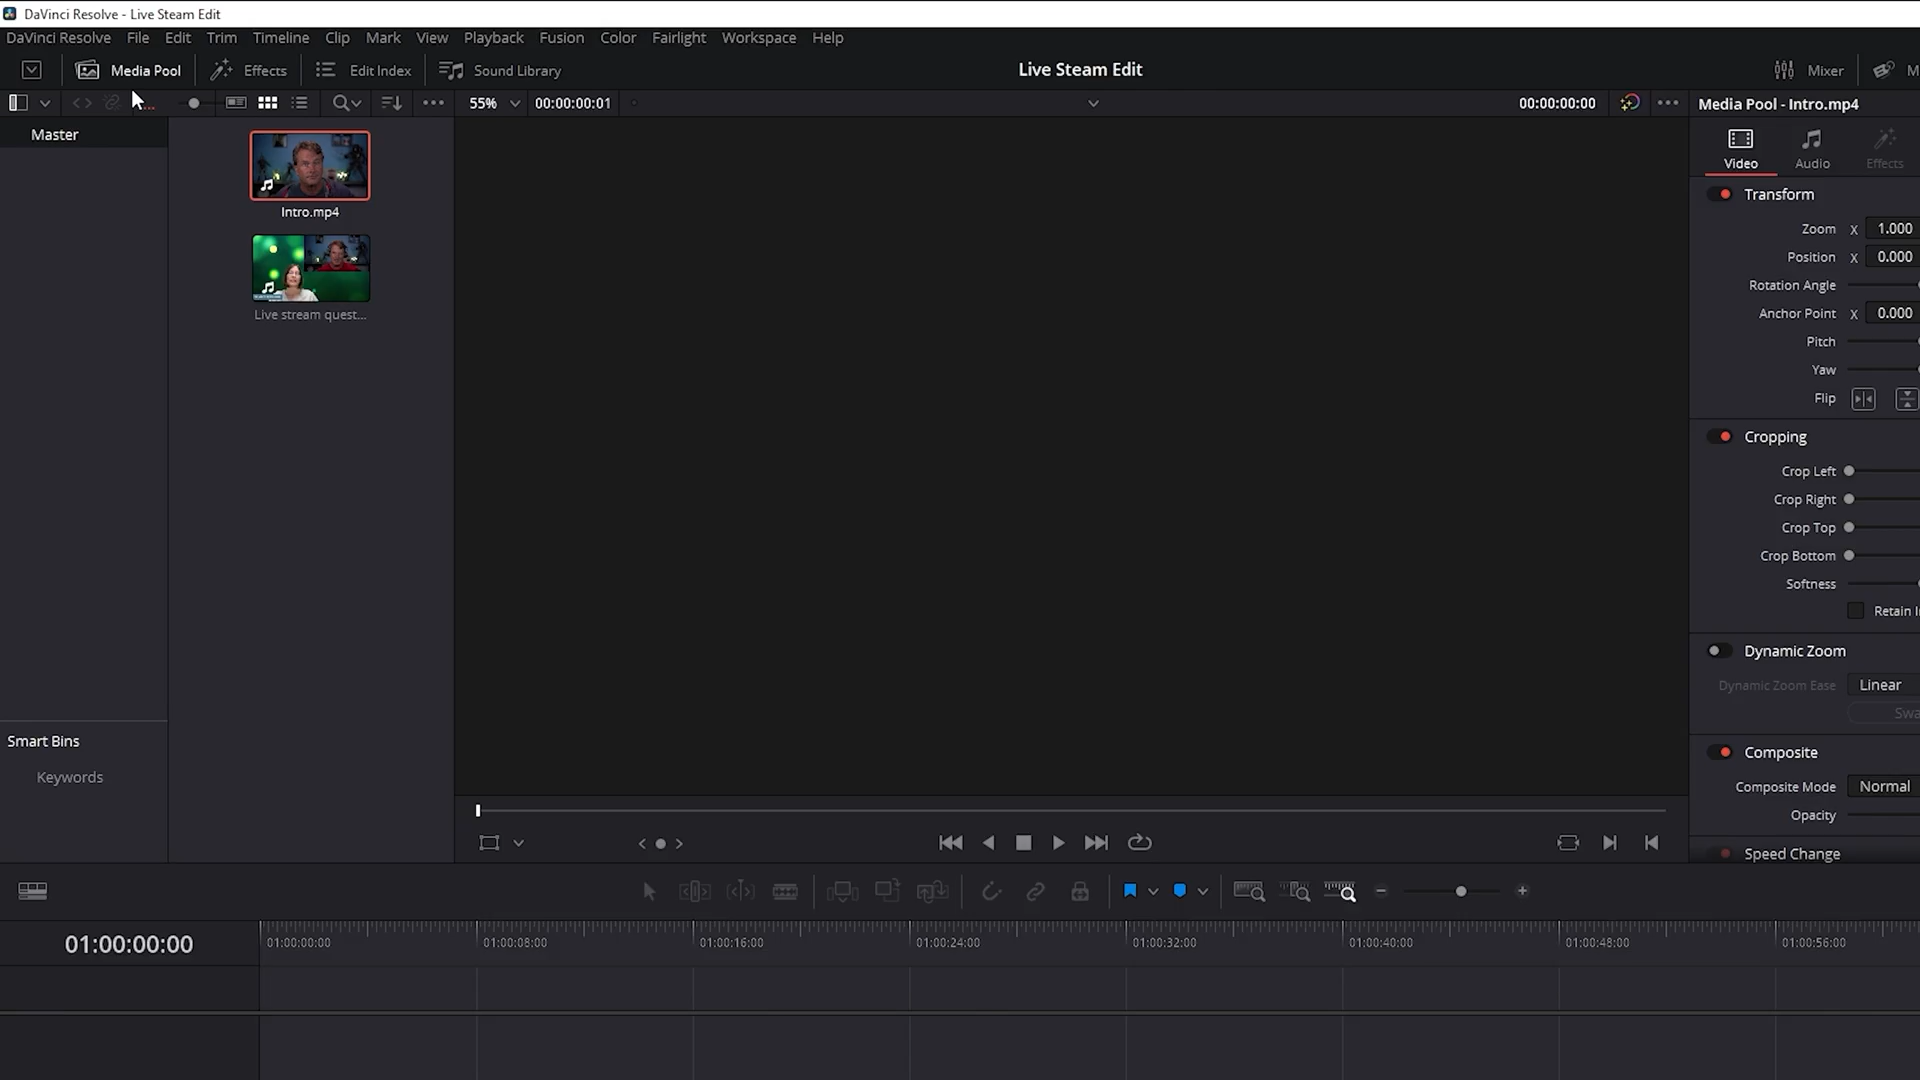 DaVinci Resolve - Live Steam Edit
DaVinci Resolve File Edit Trim Timeline Clip Mark View Playback Fusion Color Fairlight Workspace Help
Media Pool Effects Edit Index Sound Library Live Steam Edit Mixer M
55% 00:00:00:01 00:00:00:00 Media Pool - Intro.mp4
Master
Video Audio Effects
Transform
Intro.mp4
Zoom X 1.000
Position X 0.000
Rotation Angle
Live stream quest...
Anchor Point X 0.000
Pitch
Yaw
Flip
Cropping
Crop Left
Crop Right
Crop Top
Crop Bottom
Softness
Retain I
Dynamic Zoom
Dynamic Zoom Ease Linear
Swa
Smart Bins
Composite
Keywords
Composite Mode Normal
Opacity
Speed Change
01:00:00:00
01:00:00:00 01:00:08:00 01:00:16:00 01:00:24:00 01:00:32:00 01:00:40:00 01:00:48:00 01:00:56:00